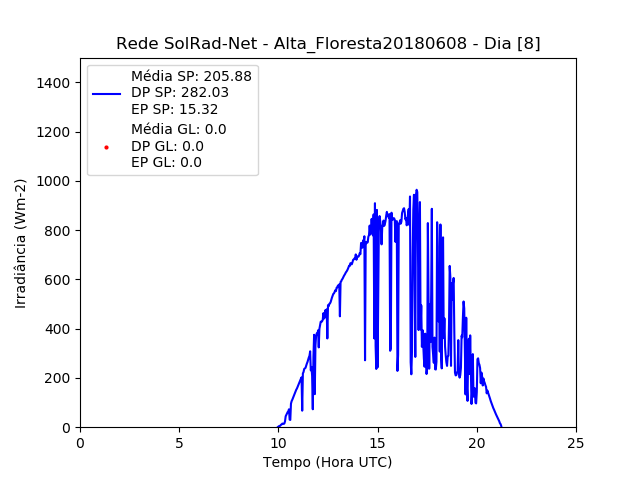 Rede SolRad-Net - Alta_Floresta20180608 - Dia [8]
Média SP: 205.88
DP SP: 282.03
EP SP: 15.32
Média GL: 0.0
DP GL: 0.0
EP GL: 0.0
1400
1200
1000
800
600
400
200
0
Irradiância (Wm-2)
0 5 10 15 20 25
Tempo (Hora UTC)